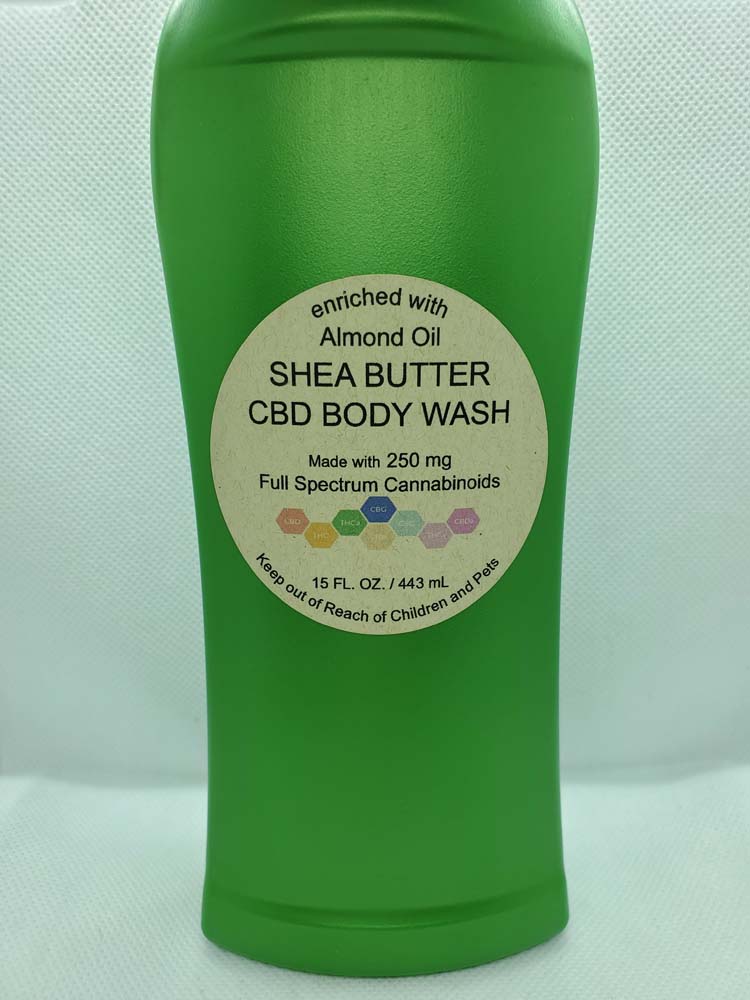 enriched with
Almond Oil
SHEA BUTTER
CBD BODY WASH
Made with 250 mg
Full Spectrum Cannabinoids
CBG
CBD THCa CBDa
THC
15 FL. OZ. / 443 mL
Keep out of Reach of Children and Pets